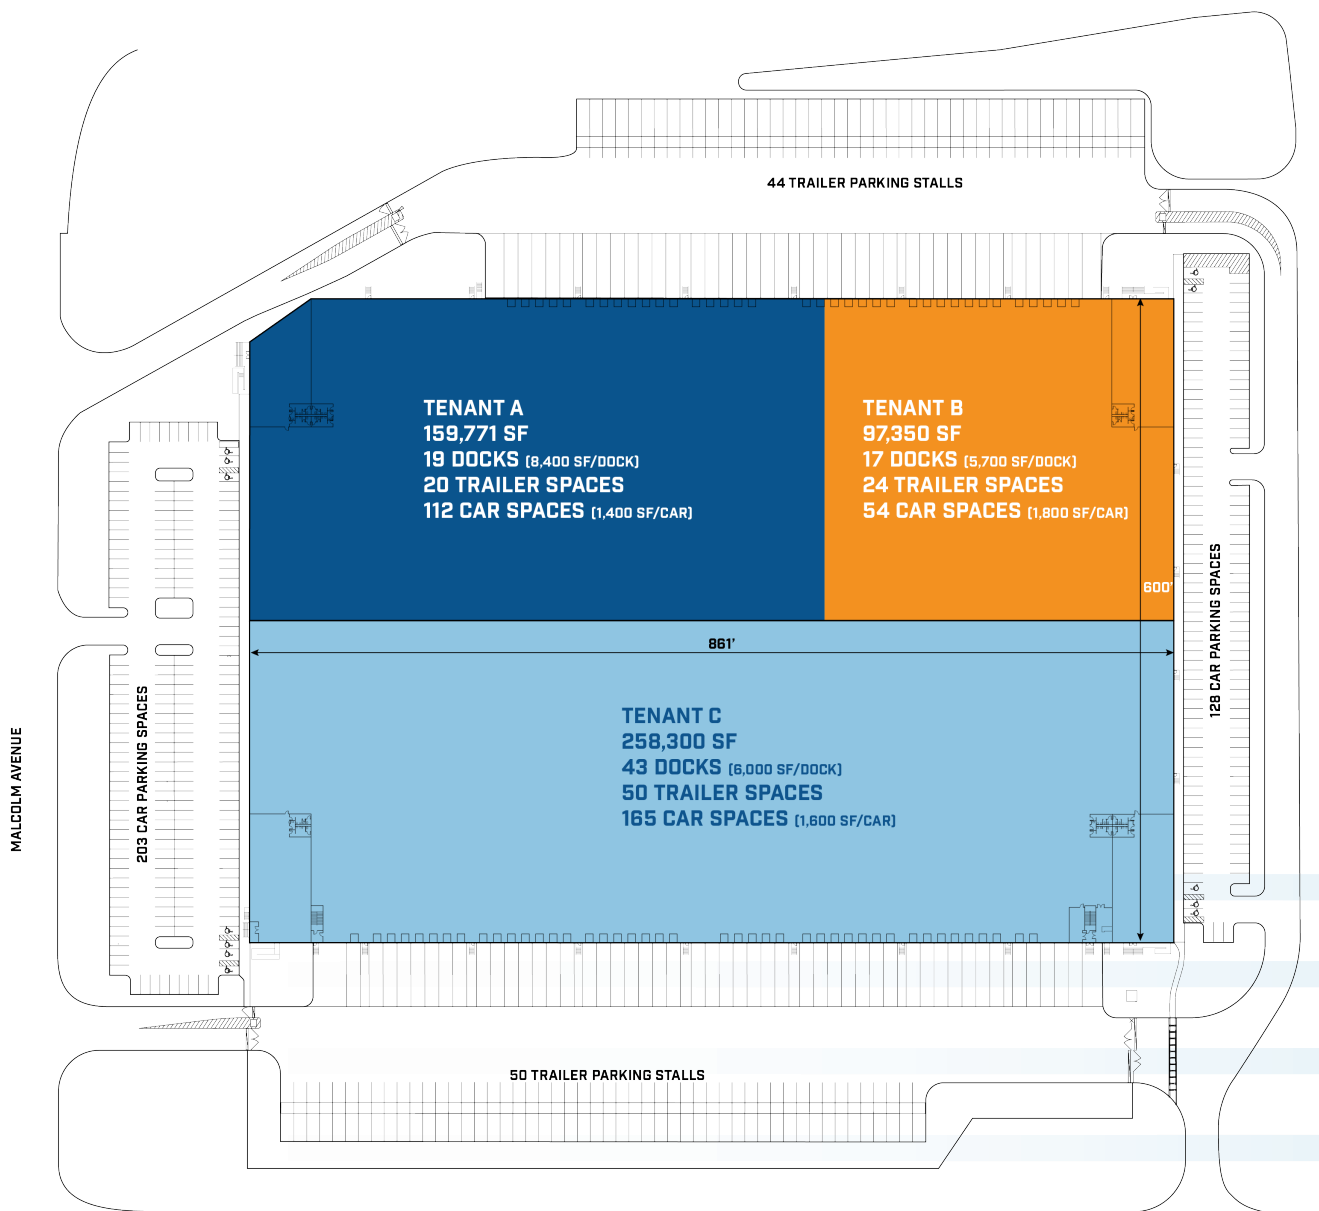 44 TRAILER PARKING STALLS
TENANT A
159,771 SF
19 DOCKS (8,400 SF/DOCK)
20 TRAILER SPACES
112 CAR SPACES (1,400 SF/CAR)
TENANT B
97,350 SF
17 DOCKS (5,700 SF/DOCK)
24 TRAILER SPACES
54 CAR SPACES (1,800 SF/CAR)
600'
861'
TENANT C
258,300 SF
43 DOCKS (6,000 SF/DOCK)
50 TRAILER SPACES
165 CAR SPACES (1,600 SF/CAR)
128 CAR PARKING SPACES
203 CAR PARKING SPACES
MALCOLM AVENUE
50 TRAILER PARKING STALLS